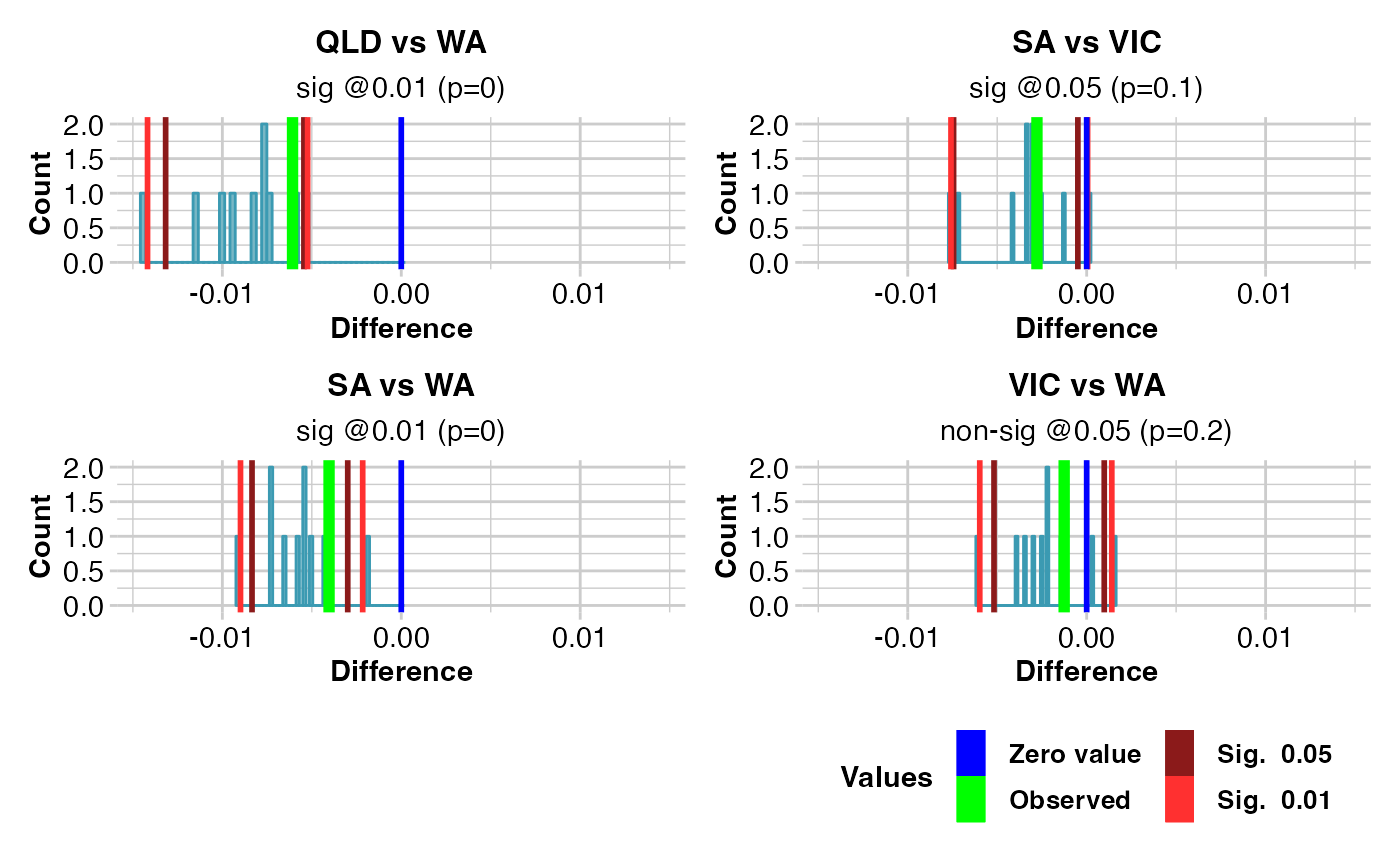 QLD vs WA
sig @0.01 (p=0)
Count
2.0
1.5
1.0
0.5
0.0
-0.01 0.00 0.01
Difference
SA vs VIC
sig @0.05 (p=0.1)
Count
2.0
1.5
1.0
0.5
0.0
-0.01 0.00 0.01
Difference
SA vs WA
sig @0.01 (p=0)
Count
2.0
1.5
1.0
0.5
0.0
-0.01 0.00 0.01
Difference
VIC vs WA
non-sig @0.05 (p=0.2)
Count
2.0
1.5
1.0
0.5
0.0
-0.01 0.00 0.01
Difference
Values
Zero value
Observed
Sig. 0.05
Sig. 0.01